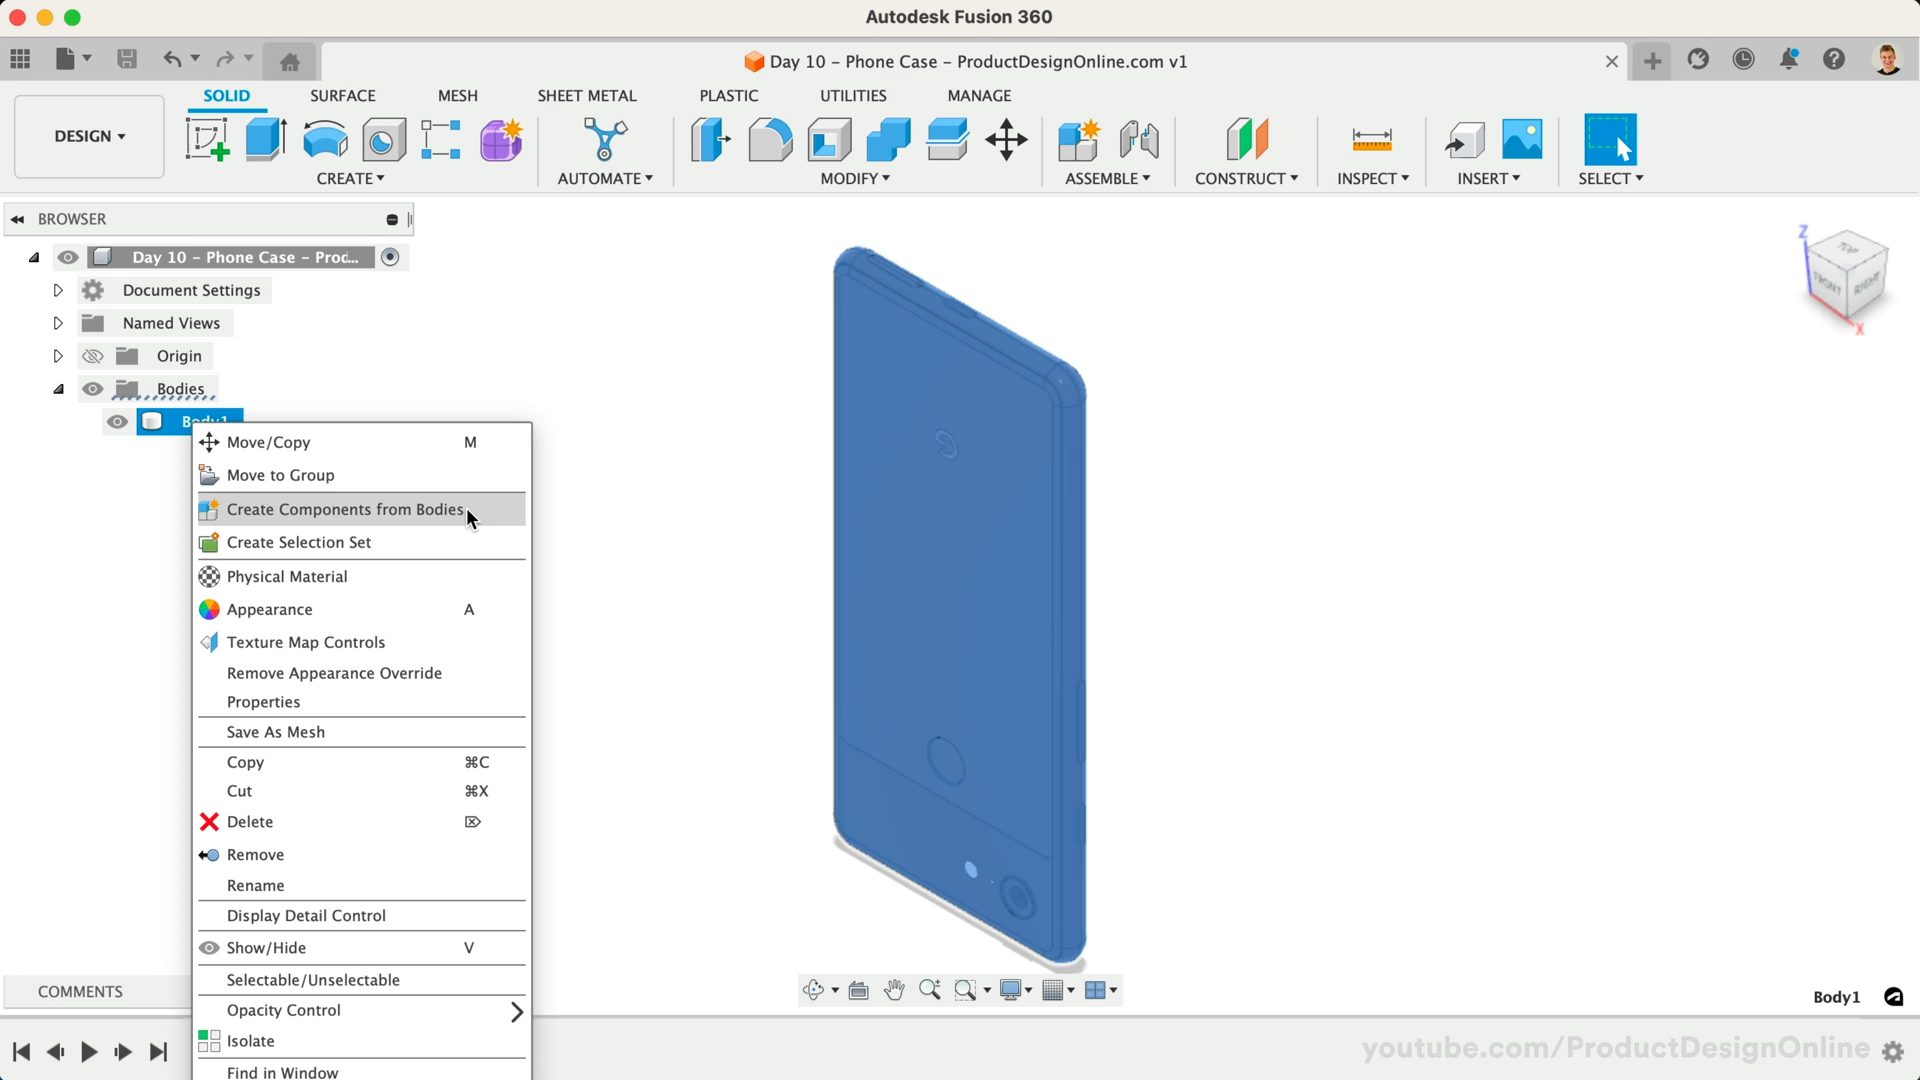 Autodesk Fusion 360
Day 10 - Phone Case - ProductDesignOnline.com v1
DESIGN
SOLID
SURFACE
MESH
SHEET METAL
PLASTIC
UTILITIES
MANAGE
CREATE
AUTOMATE
MODIFY
ASSEMBLE
CONSTRUCT
INSPECT
INSERT
SELECT
BROWSER
Day 10 - Phone Case - Prod...
Document Settings
Named Views
Origin
Bodies
Body1
Move/Copy M
Move to Group
Create Components from Bodies
Create Selection Set
Physical Material
Appearance A
Texture Map Controls
Remove Appearance Override
Properties
Save As Mesh
Copy ⌘C
Cut ⌘X
Delete ⌦
Remove
Rename
Display Detail Control
Show/Hide V
Selectable/Unselectable
Opacity Control
Isolate
Find in Window
Z
TOP
FRONT
RIGHT
X
COMMENTS
Body1
youtube.com/ProductDesignOnline